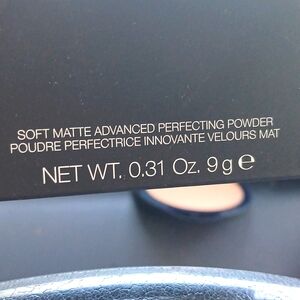 SOFT MATTE ADVANCED PERFECTING POWDER
POUDRE PERFECTRICE INNOVANTE VELOURS MAT
NET WT. 0.31 Oz. 9 g ℮